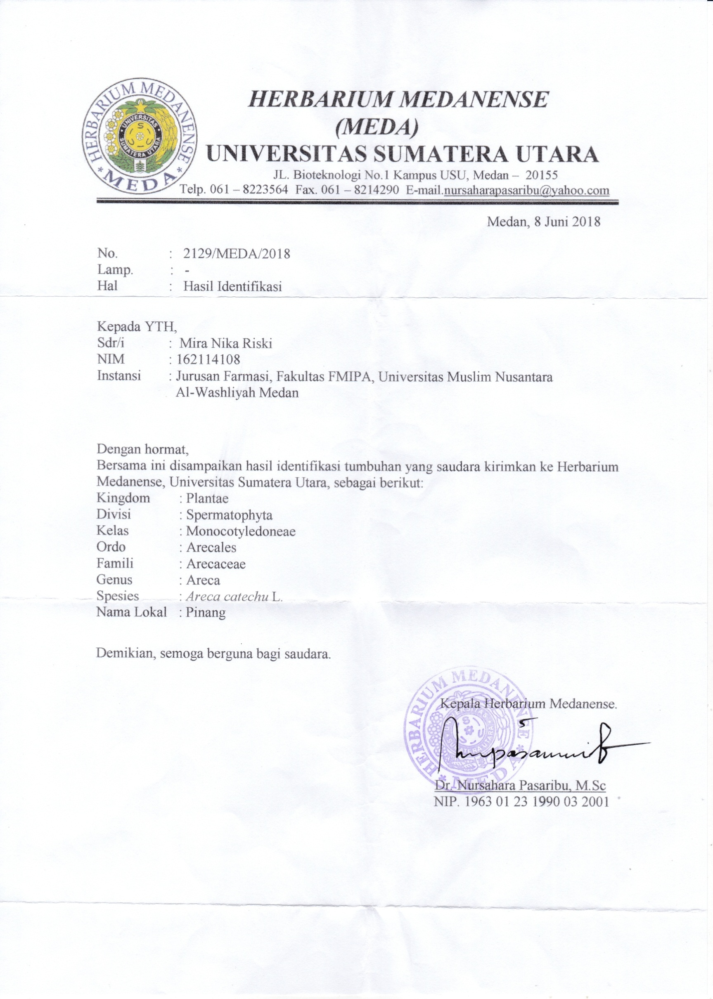 HERBARIUM MEDANENSE
* MEDA *
UNIVERSITAS
SUMATERA UTARA
S
U
U
HERBARIUM MEDANENSE
(MEDA)
UNIVERSITAS SUMATERA UTARA
JL. Bioteknologi No.1 Kampus USU, Medan – 20155
Telp. 061 – 8223564 Fax. 061 – 8214290 E-mail.nursaharapasaribu@yahoo.com
Medan, 8 Juni 2018
No. : 2129/MEDA/2018
Lamp. : -
Hal : Hasil Identifikasi
Kepada YTH,
Sdr/i : Mira Nika Riski
NIM : 162114108
Instansi : Jurusan Farmasi, Fakultas FMIPA, Universitas Muslim Nusantara
Al-Washliyah Medan
Dengan hormat,
Bersama ini disampaikan hasil identifikasi tumbuhan yang saudara kirimkan ke Herbarium
Medanense, Universitas Sumatera Utara, sebagai berikut:
Kingdom : Plantae
Divisi : Spermatophyta
Kelas : Monocotyledoneae
Ordo : Arecales
Famili : Arecaceae
Genus : Areca
Spesies : Areca catechu L.
Nama Lokal : Pinang
Demikian, semoga berguna bagi saudara.
HERBARIUM MEDANENSE
* MEDA *
Kepala Herbarium Medanense.
Dr. Nursahara Pasaribu, M.Sc
NIP. 1963 01 23 1990 03 2001